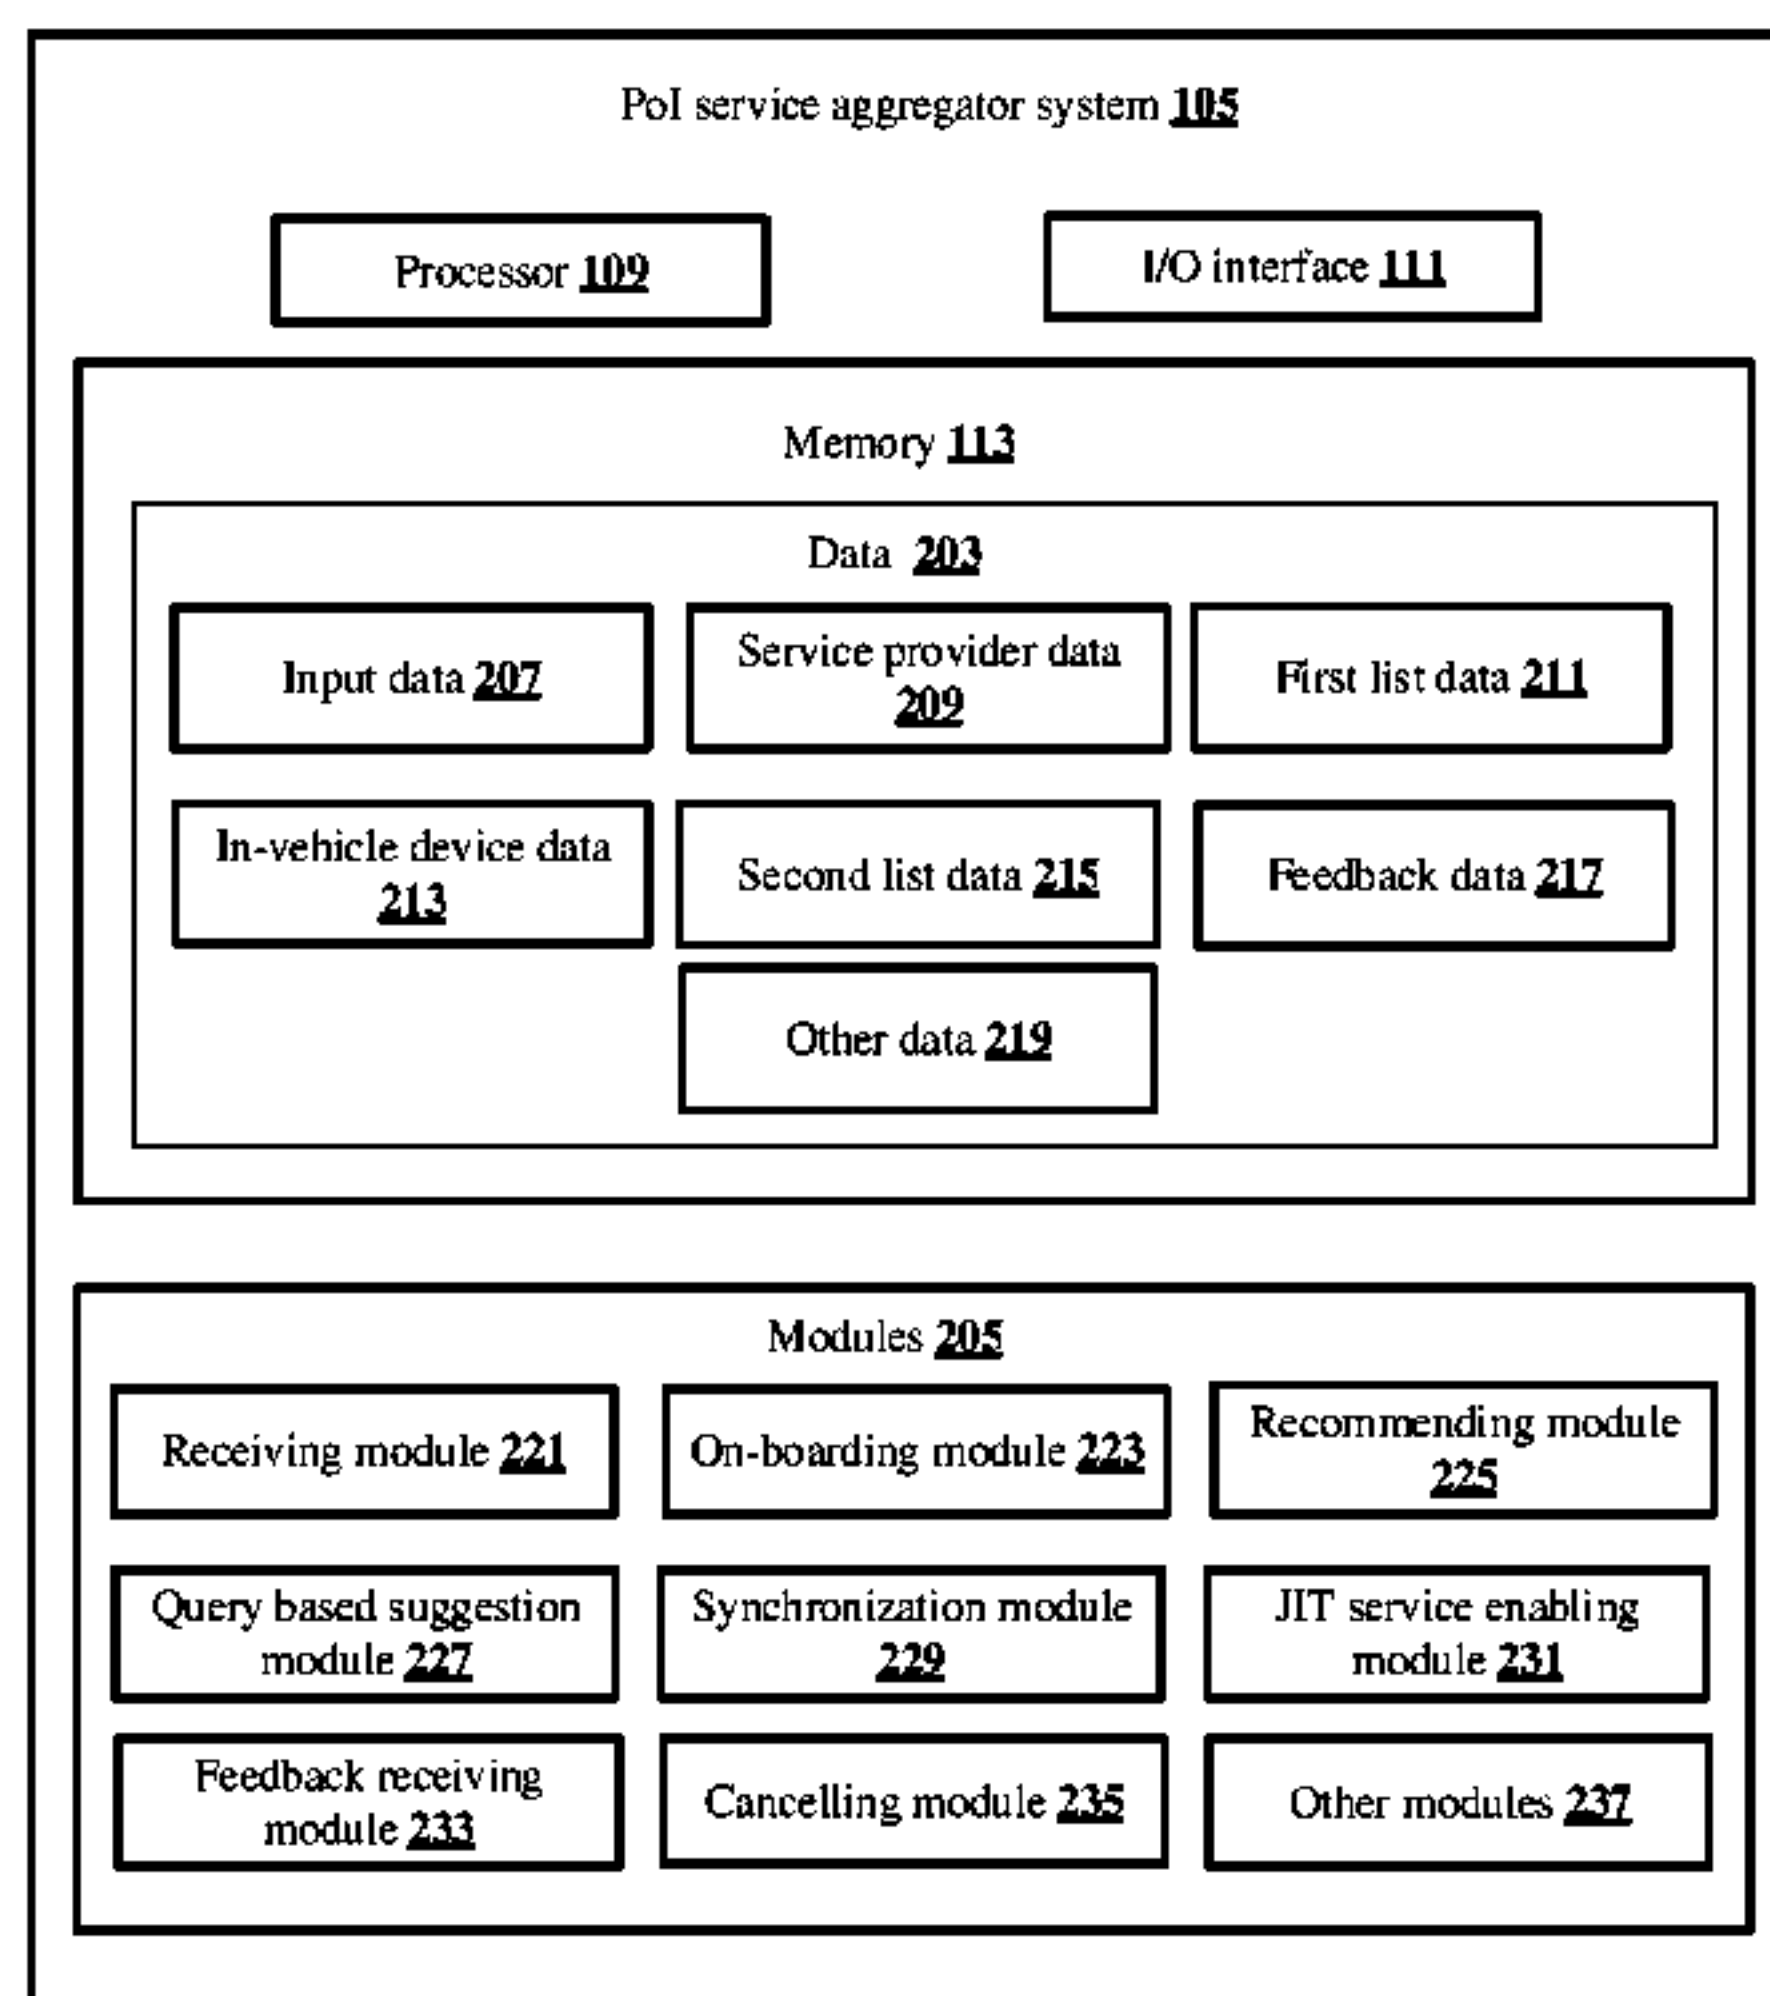 PoI service aggregator system 105
Processor 109
I/O interface 111
Memory 113
Data 203
Input data 207
Service provider data
209
First list data 211
In-vehicle device data
213
Second list data 215
Feedback data 217
Other data 219
Modules 205
Receiving module 221
On-boarding module 223
Recommending module
225
Query based suggestion
module 227
Synchronization module
229
JIT service enabling
module 231
Feedback receiving
module 233
Cancelling module 235
Other modules 237